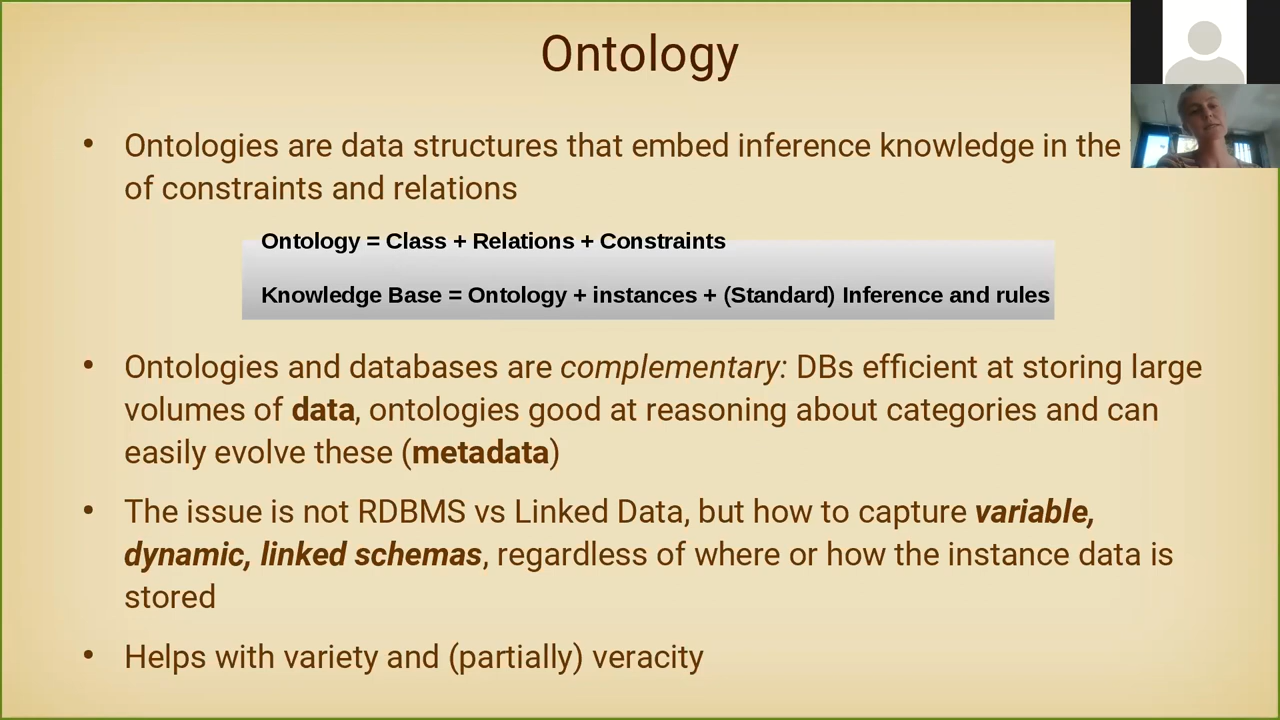 Ontology
• Ontologies are data structures that embed inference knowledge in the
of constraints and relations
Ontology = Class + Relations + Constraints
Knowledge Base = Ontology + instances + (Standard) Inference and rules
• Ontologies and databases are complementary: DBs efficient at storing large
volumes of data, ontologies good at reasoning about categories and can
easily evolve these (metadata)
• The issue is not RDBMS vs Linked Data, but how to capture variable,
dynamic, linked schemas, regardless of where or how the instance data is
stored
• Helps with variety and (partially) veracity